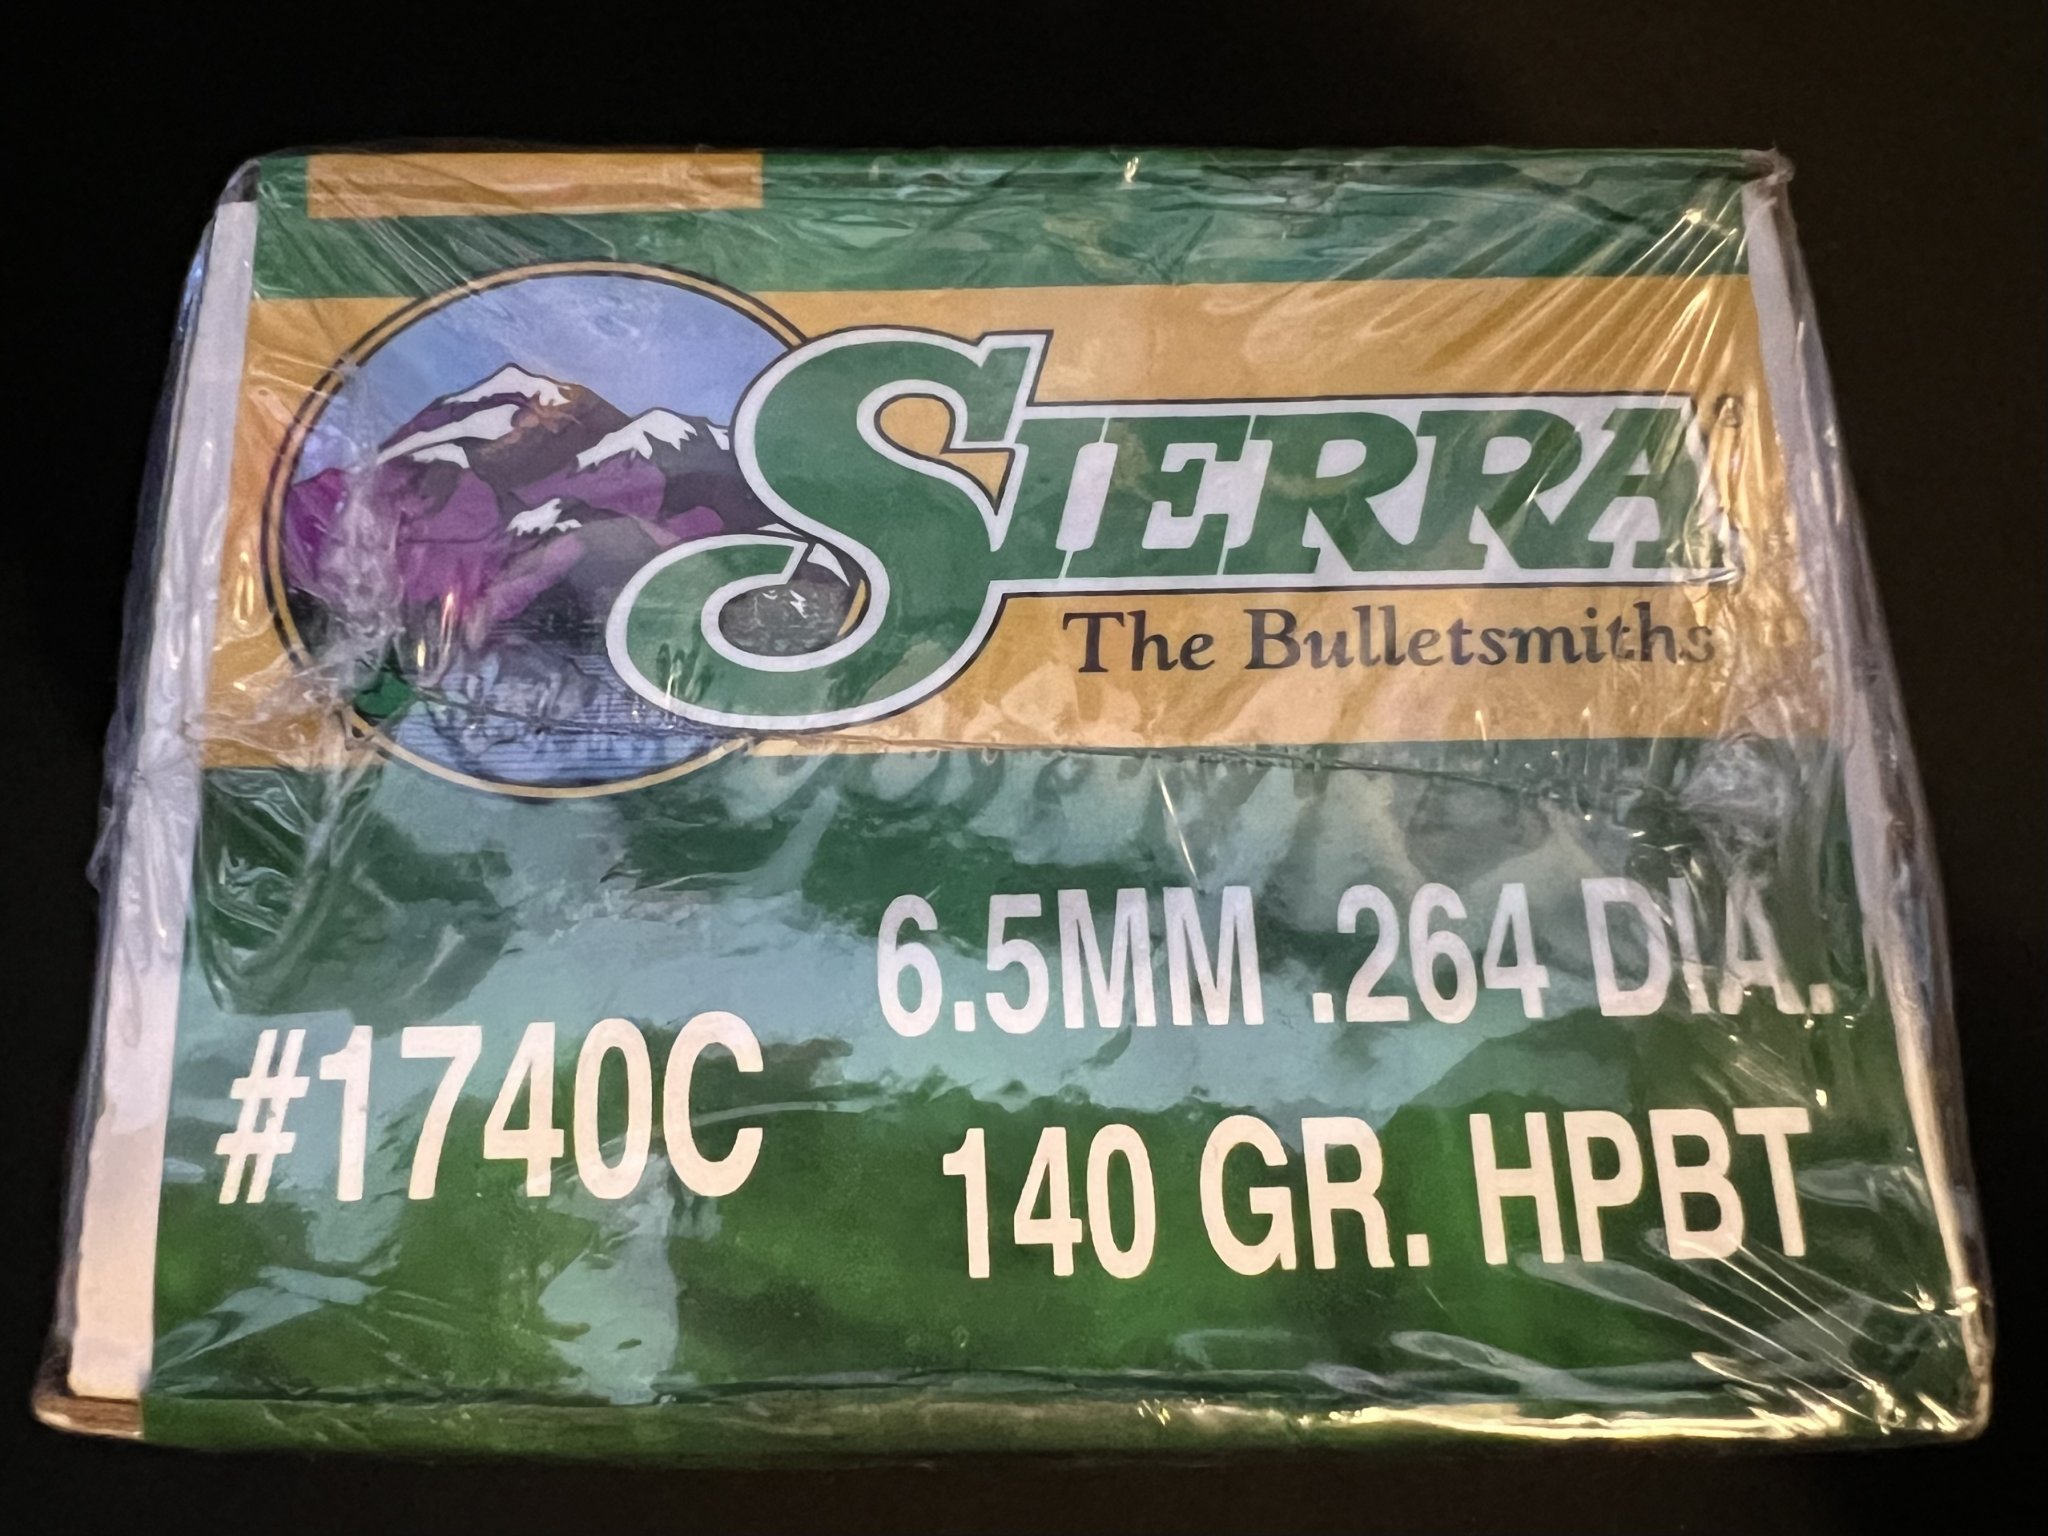 SIERRA®
The Bulletsmiths
#1740C
6.5MM .264 DIA.
140 GR. HPBT